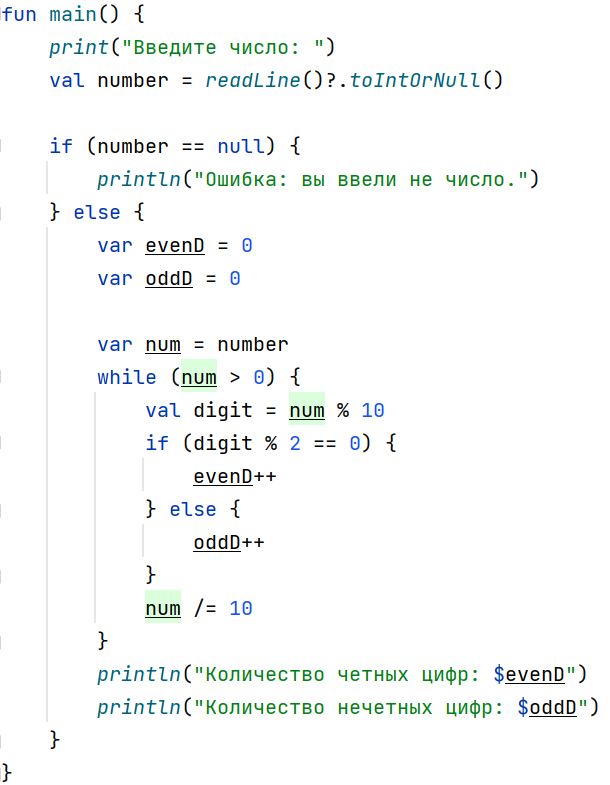 fun main() {
    print("Введите число: ")
    val number = readLine()?.toIntOrNull()

    if (number == null) {
        println("Ошибка: вы ввели не число.")
    } else {
        var evenD = 0
        var oddD = 0

        var num = number
        while (num > 0) {
            val digit = num % 10
            if (digit % 2 == 0) {
                evenD++
            } else {
                oddD++
            }
            num /= 10
        }
        println("Количество четных цифр: $evenD")
        println("Количество нечетных цифр: $oddD")
    }
}